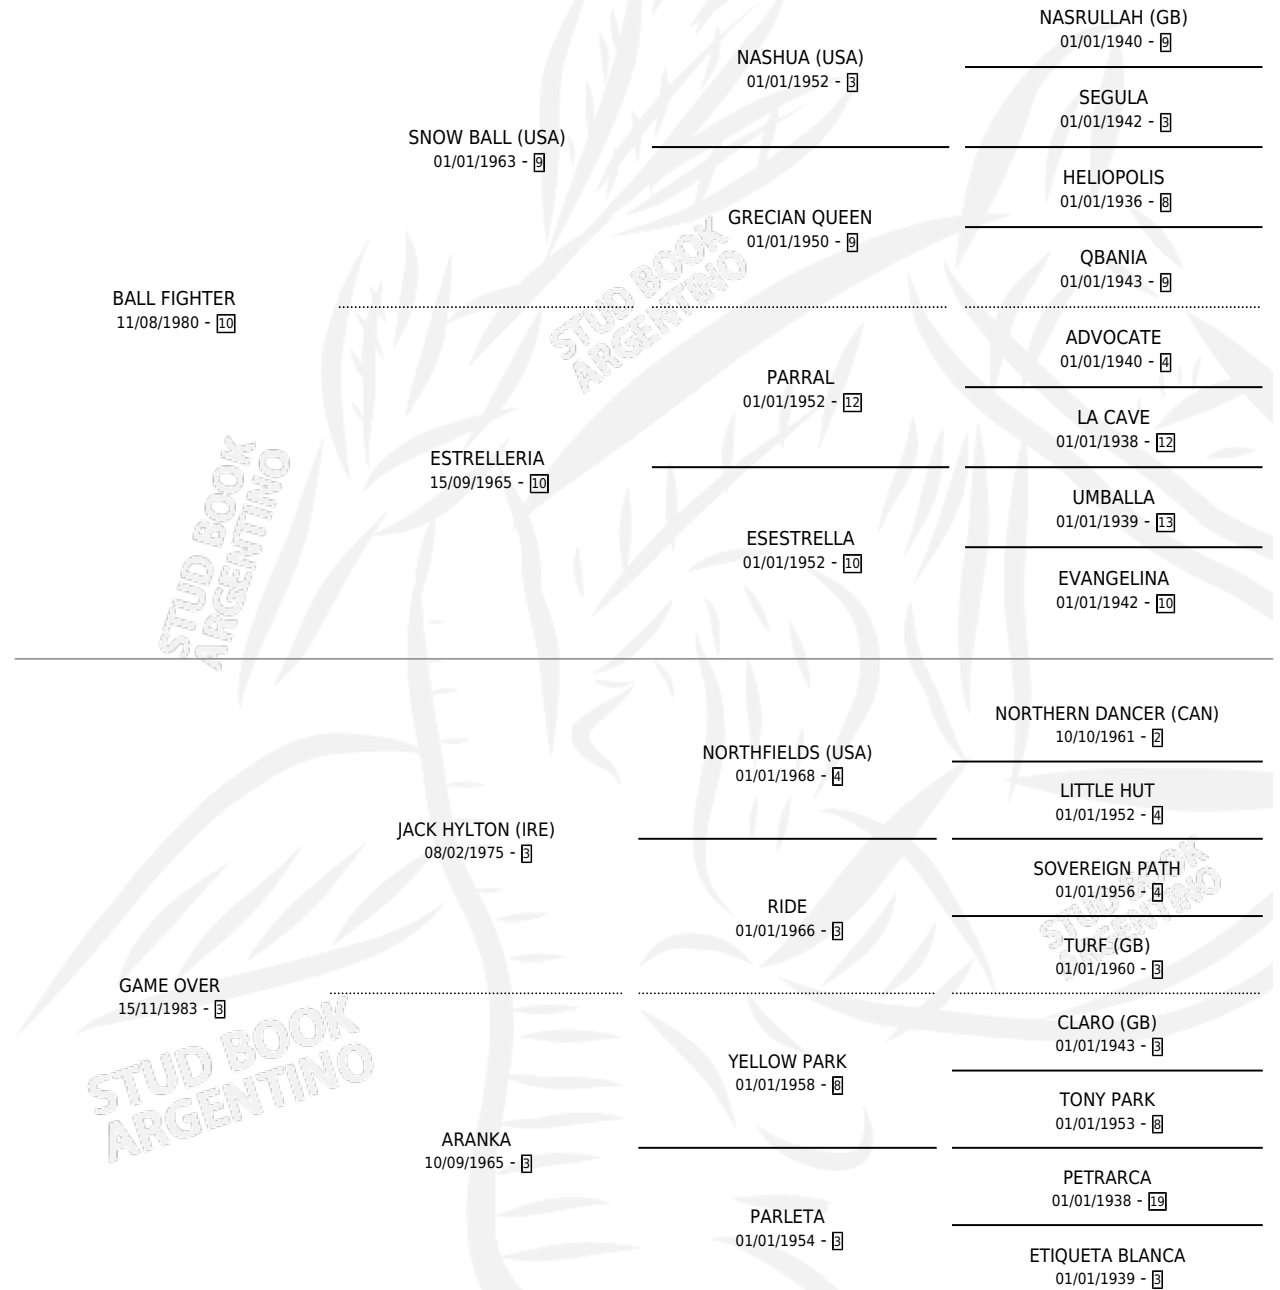 NASRULLAH (GB)
01/01/1940 - 9
NASHUA (USA)
01/01/1952 - 3
SEGULA
01/01/1942 - 3
SNOW BALL (USA)
01/01/1963 - 9
HELIOPOLIS
01/01/1936 - 8
GRECIAN QUEEN
01/01/1950 - 9
QBANIA
01/01/1943 - 9
BALL FIGHTER
11/08/1980 - 10
STUD BOOK
ARGENTINO
ADVOCATE
01/01/1940 - 4
PARRAL
01/01/1952 - 12
LA CAVE
01/01/1938 - 12
ESTRELLERIA
15/09/1965 - 10
UMBALLA
01/01/1939 - 13
ESESTRELLA
01/01/1952 - 10
EVANGELINA
01/01/1942 - 10
STUD BOOK
ARGENTINO
NORTHERN DANCER (CAN)
10/10/1961 - 2
NORTHFIELDS (USA)
01/01/1968 - 4
LITTLE HUT
01/01/1952 - 4
JACK HYLTON (IRE)
08/02/1975 - 3
SOVEREIGN PATH
01/01/1956 - 4
RIDE
01/01/1966 - 3
TURF (GB)
01/01/1960 - 3
STUD BOOK
ARGENTINO
GAME OVER
15/11/1983 - 3
CLARO (GB)
01/01/1943 - 3
YELLOW PARK
01/01/1958 - 8
TONY PARK
01/01/1953 - 8
STUD BOOK
ARGENTINO
ARANKA
10/09/1965 - 3
PETRARCA
01/01/1938 - 19
PARLETA
01/01/1954 - 3
ETIQUETA BLANCA
01/01/1939 - 3